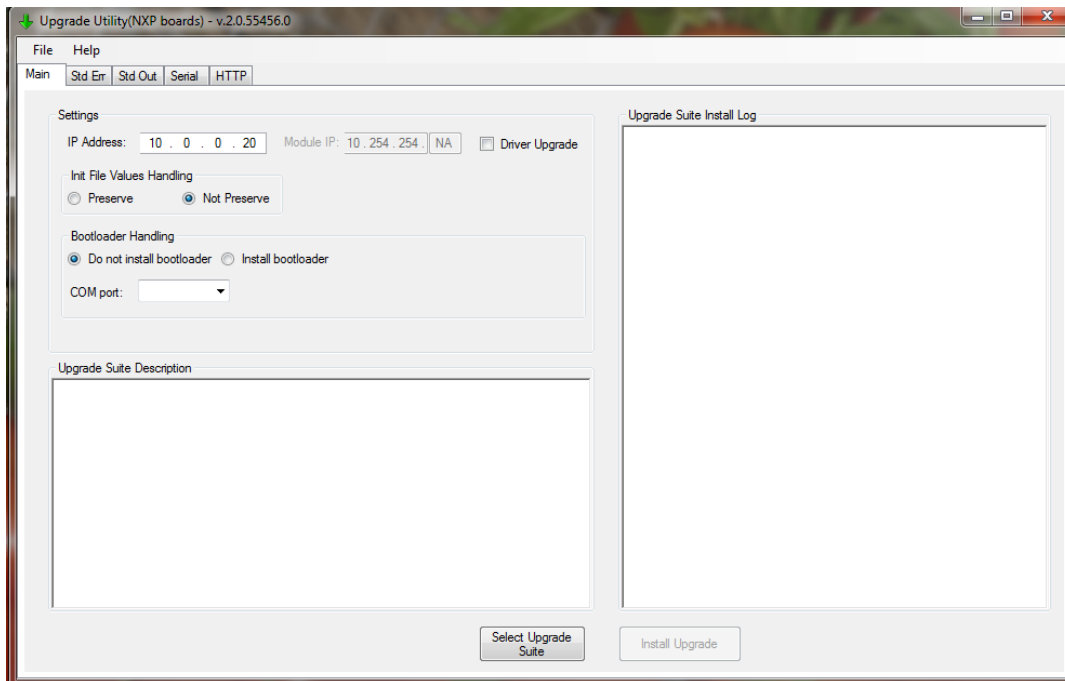 Upgrade Utility(NXP boards) - v.2.0.55456.0
File Help
Main Std Err Std Out Serial HTTP
Settings
IP Address: 10 . 0 . 0 . 20 Module IP: 10 . 254 . 254 . NA Driver Upgrade
Init File Values Handling
Preserve Not Preserve
Bootloader Handling
Do not install bootloader Install bootloader
COM port:
Upgrade Suite Description
Upgrade Suite Install Log
Select Upgrade
Suite
Install Upgrade